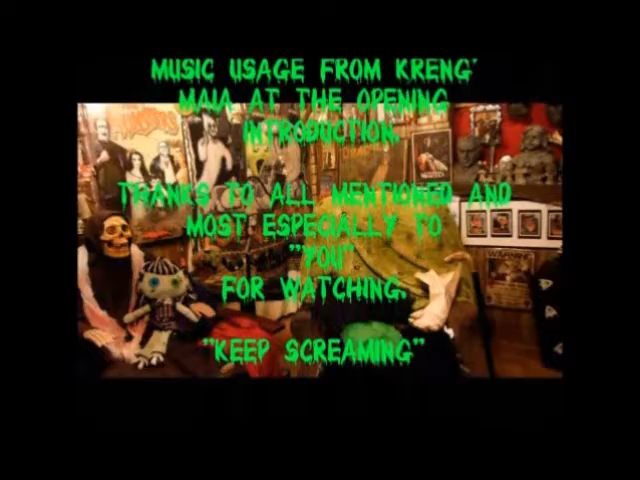 MUSIC USAGE FROM KRENG'
MAIA AT THE OPENING
INTRODUCTION.
THANKS TO ALL MENTIONED AND
MOST ESPECIALLY TO
"YOU"
FOR WATCHING.
"KEEP SCREAMING"
WARNING